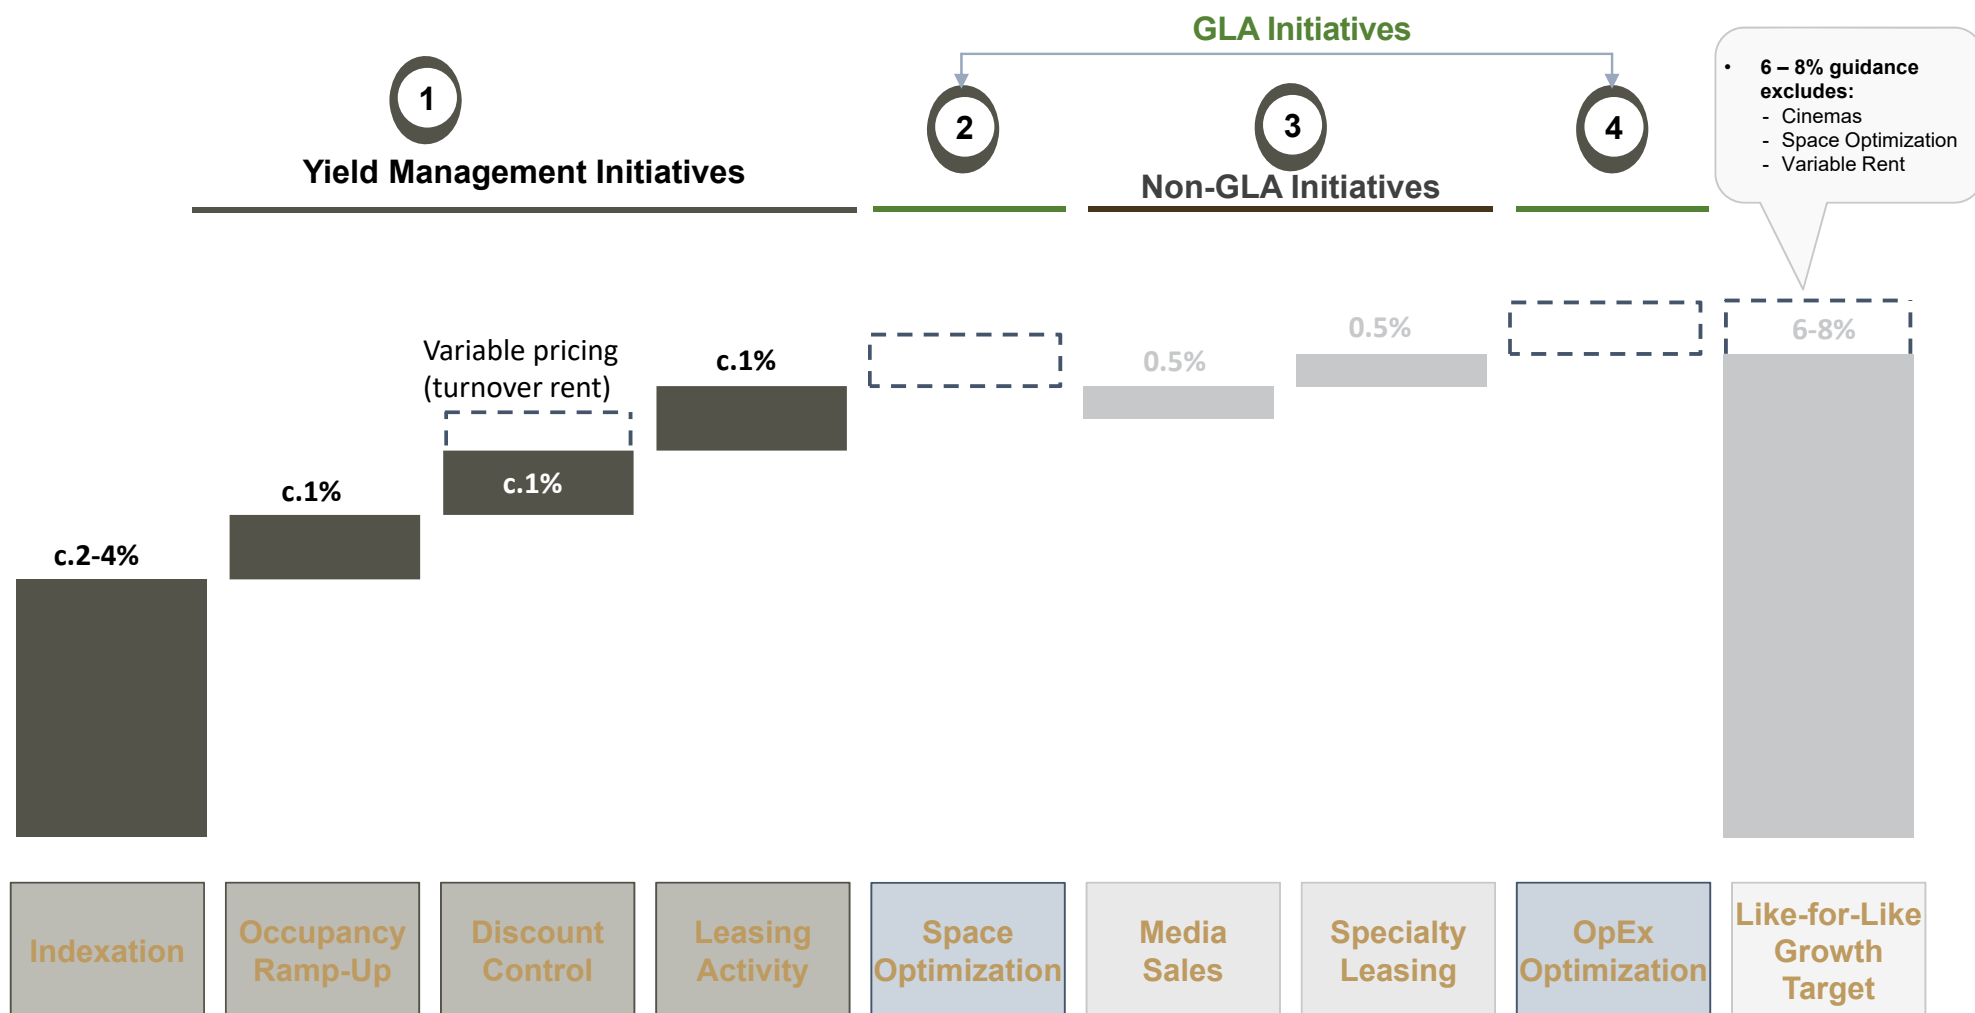 GLA Initiatives
1
2
3
4
Yield Management Initiatives
Non-GLA Initiatives
• 6 – 8% guidance
excludes:
- Cinemas
- Space Optimization
- Variable Rent
Variable pricing
(turnover rent)
c.2-4%
c.1%
c.1%
c.1%
0.5%
0.5%
6-8%
Indexation
Occupancy
Ramp-Up
Discount
Control
Leasing
Activity
Space
Optimization
Media
Sales
Specialty
Leasing
OpEx
Optimization
Like-for-Like
Growth
Target